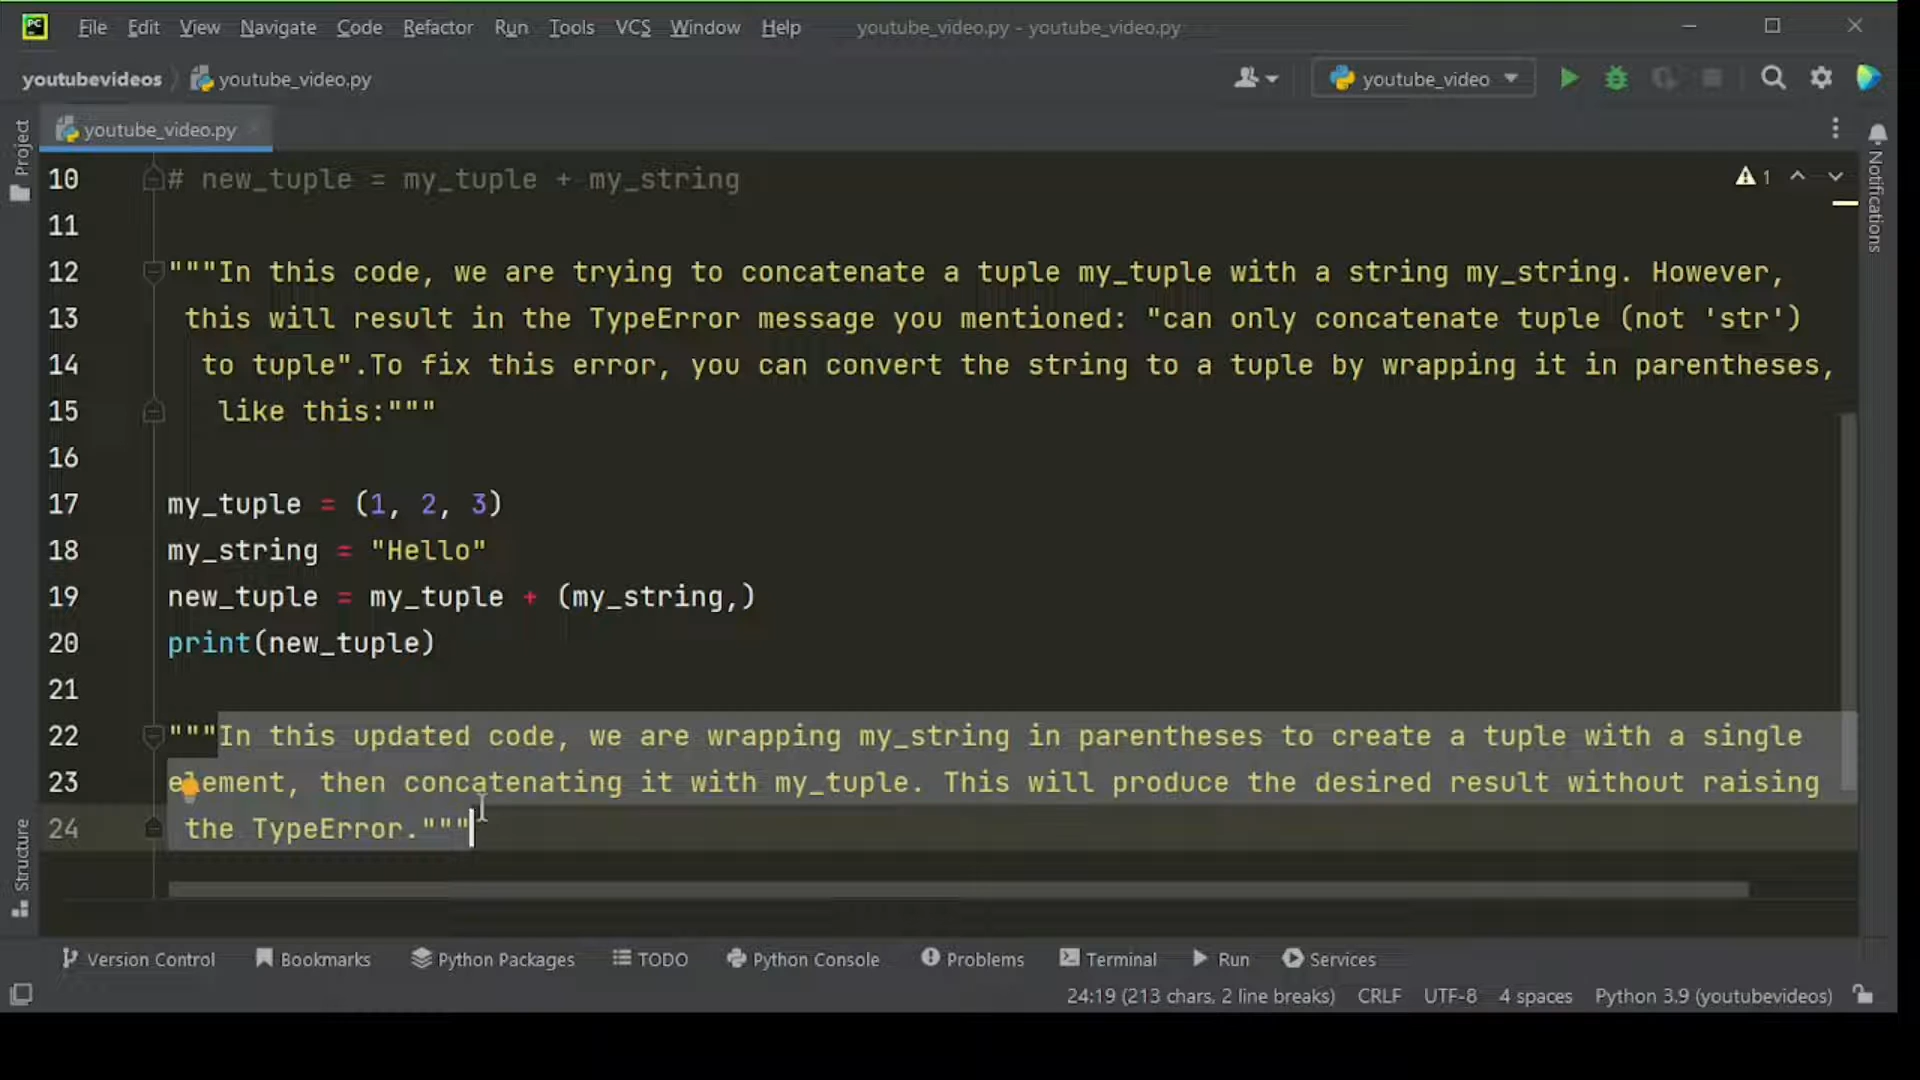 PC File Edit View Navigate Code Refactor Run Tools VCS Window Help youtube_video.py - youtube_video.py
youtubevideos youtube_video.py youtube_video
youtube_video.py
Project
Notifications
Structure
10 # new_tuple = my_tuple + my_string
1
11
12 """In this code, we are trying to concatenate a tuple my_tuple with a string my_string. However,
13 this will result in the TypeError message you mentioned: "can only concatenate tuple (not 'str')
14 to tuple".To fix this error, you can convert the string to a tuple by wrapping it in parentheses,
15 like this:"""
16
17 my_tuple = (1, 2, 3)
18 my_string = "Hello"
19 new_tuple = my_tuple + (my_string,)
20 print(new_tuple)
21
22 """In this updated code, we are wrapping my_string in parentheses to create a tuple with a single
23 element, then concatenating it with my_tuple. This will produce the desired result without raising
24 the TypeError."""
Version Control Bookmarks Python Packages TODO Python Console Problems Terminal Run Services
24:19 (213 chars, 2 line breaks) CRLF UTF-8 4 spaces Python 3.9 (youtubevideos)